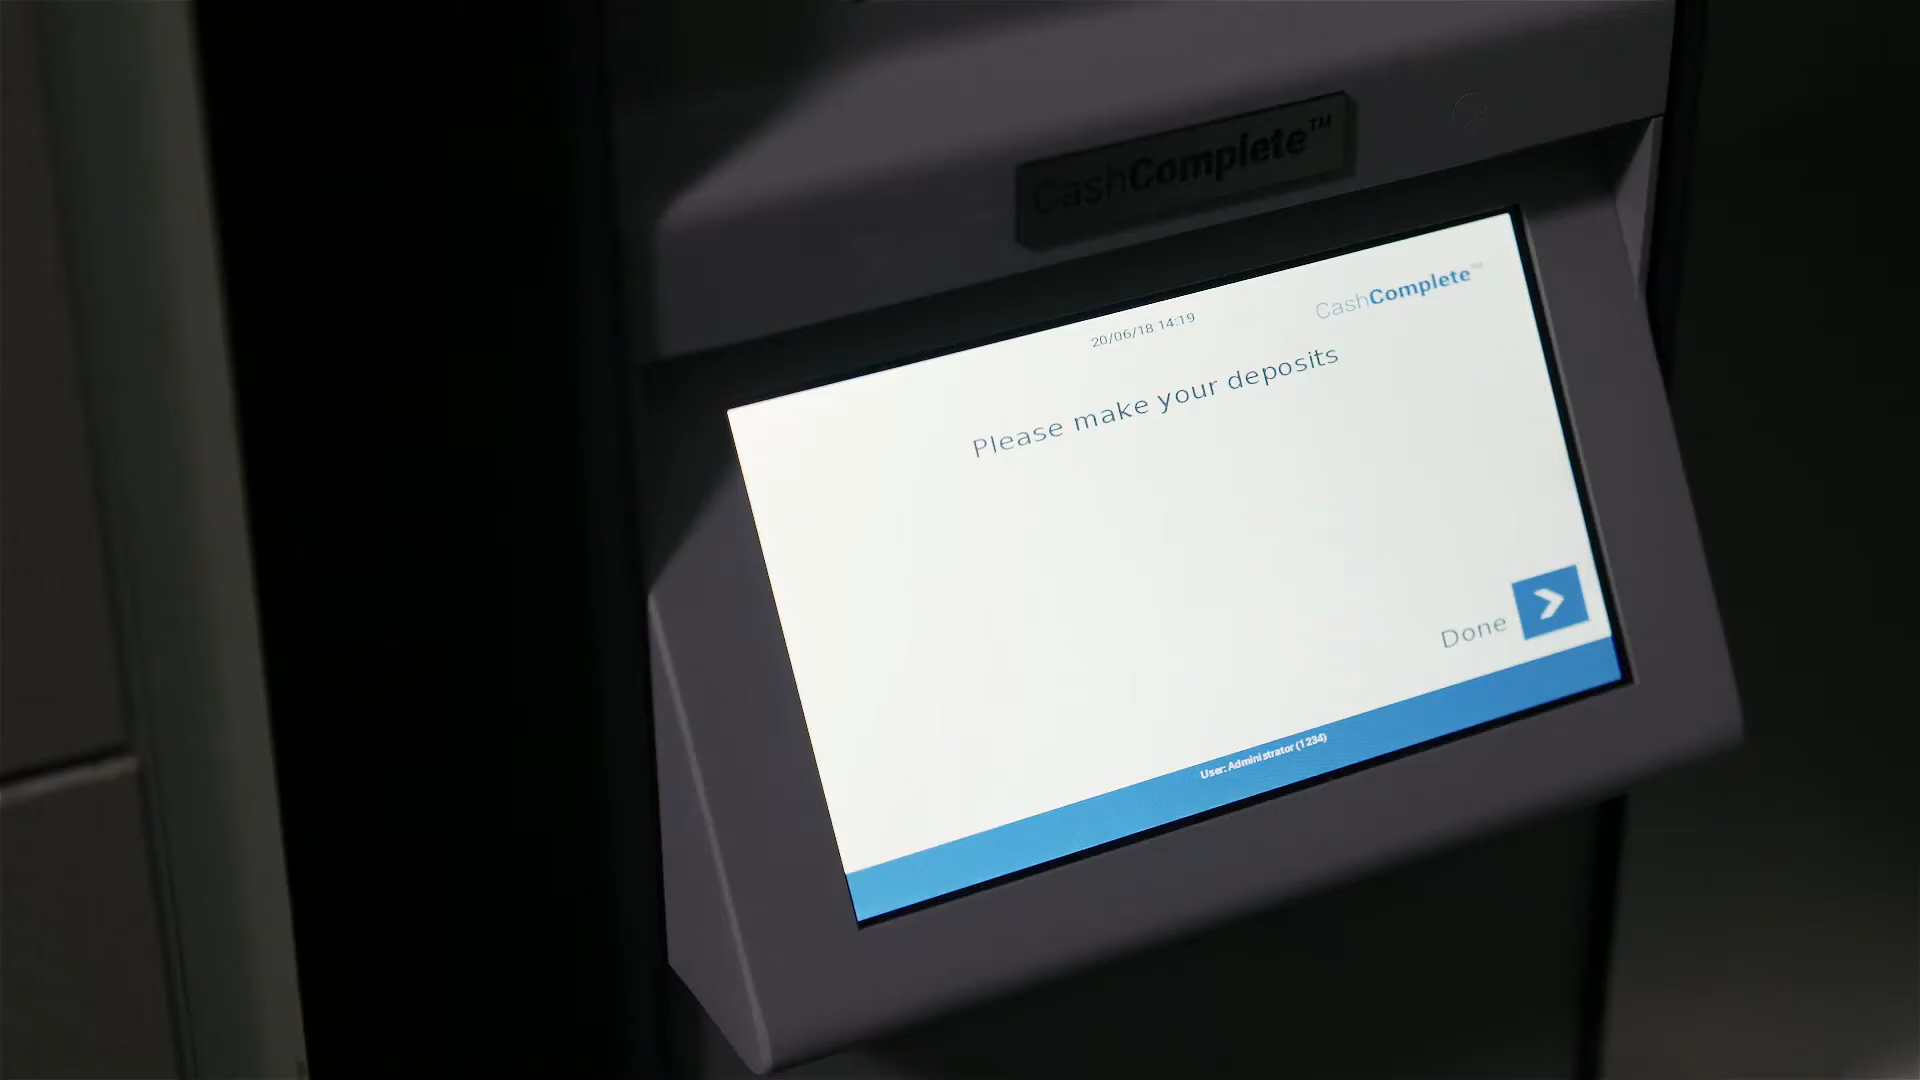 CashComplete™
CashComplete™
20/06/18 14:19
Please make your deposits
Done
User: Administrator (1234)